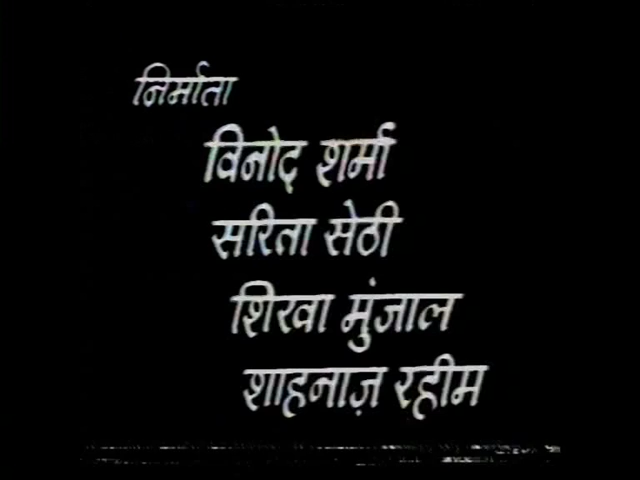 निर्माता
विनोद शर्मा
सरिता सेठी
शिखा मुंजाल
शाहनाज़ रहीम